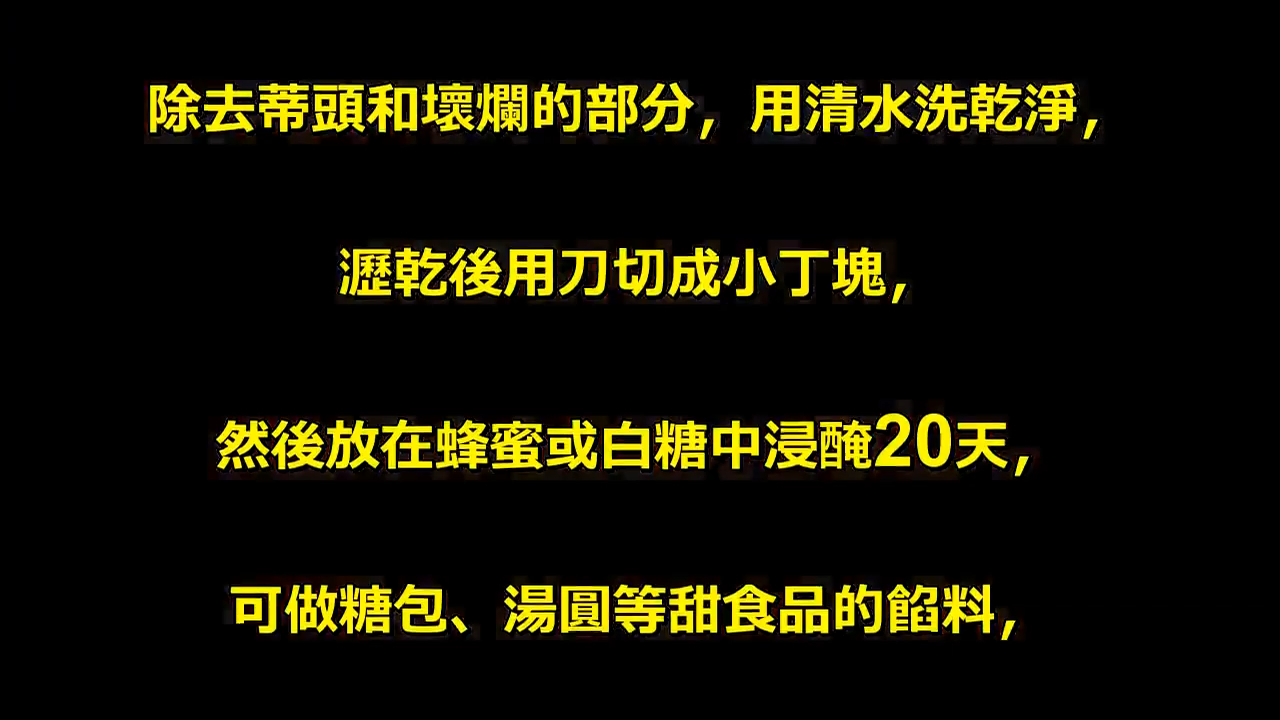 除去蒂頭和壞爛的部分，用清水洗乾淨，
瀝乾後用刀切成小丁塊，
然後放在蜂蜜或白糖中浸醃20天，
可做糖包、湯圓等甜食品的餡料，